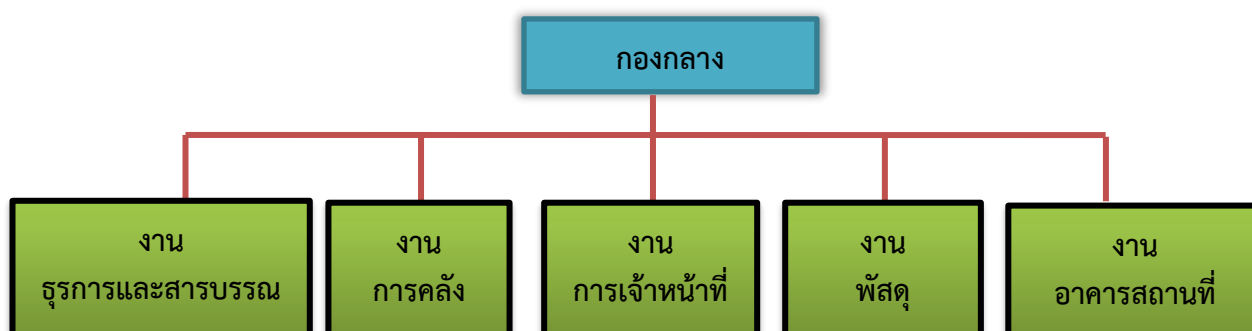 กองกลาง
งาน
ธุรการและสารบรรณ
งาน
การคลัง
งาน
การเจ้าหน้าที่
งาน
พัสดุ
งาน
อาคารสถานที่